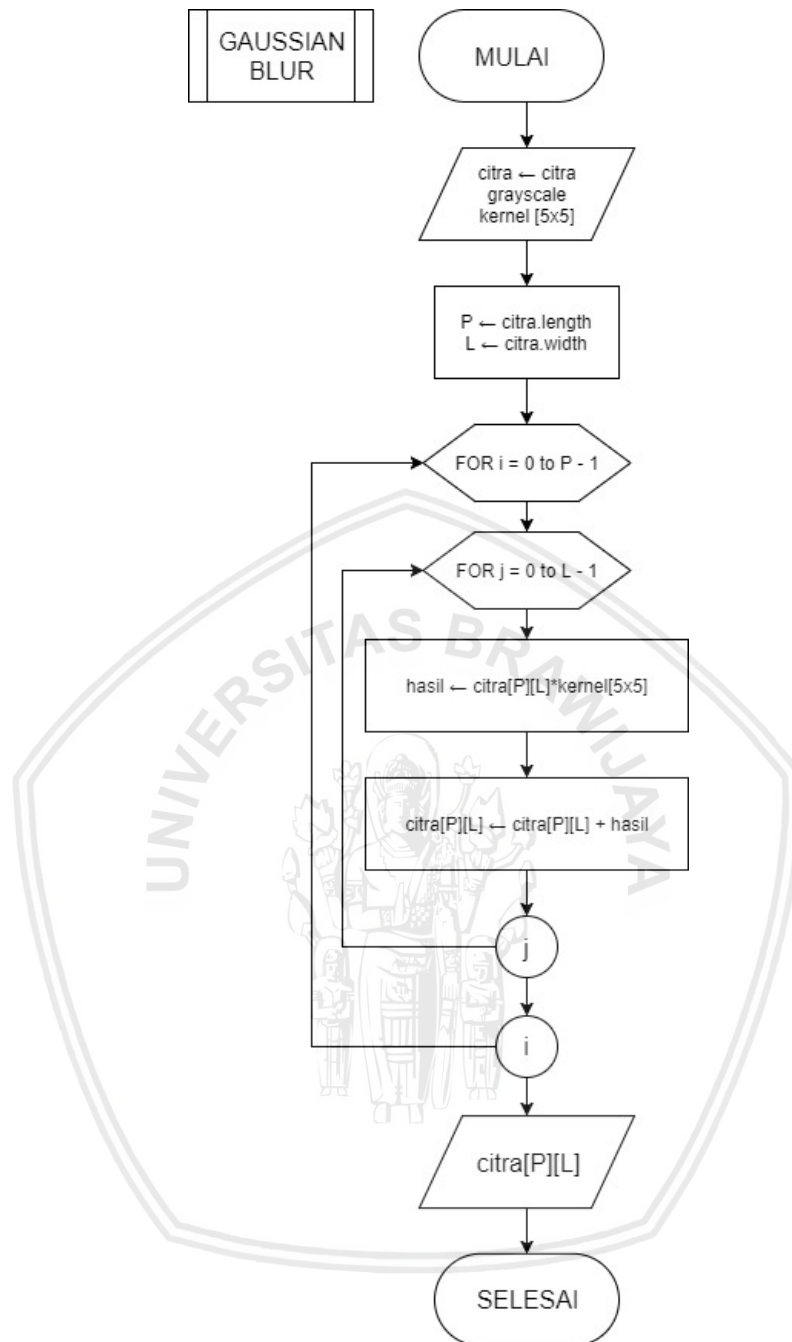 GAUSSIAN
BLUR
MULAI
citra ← citra
grayscale
kernel [5x5]
P ← citra.length
L ← citra.width
FOR i = 0 to P - 1
FOR j = 0 to L - 1
UNIVERSITAS BRAWIJAYA
hasil ← citra[P][L]*kernel[5x5]
citra[P][L] ← citra[P][L] + hasil
j
i
citra[P][L]
SELESAI